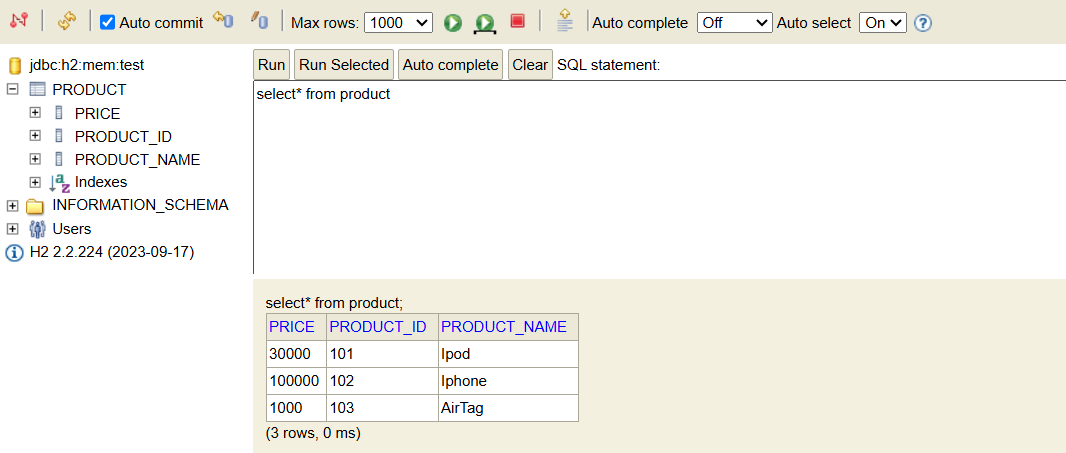 Auto commit Max rows: 1000 Auto complete Off Auto select On
jdbc:h2:mem:test
PRODUCT
PRICE
PRODUCT_ID
PRODUCT_NAME
Indexes
INFORMATION_SCHEMA
Users
H2 2.2.224 (2023-09-17)
Run Run Selected Auto complete Clear SQL statement:
select* from product
select* from product;
PRICE PRODUCT_ID PRODUCT_NAME
30000 101 Ipod
100000 102 Iphone
1000 103 AirTag
(3 rows, 0 ms)